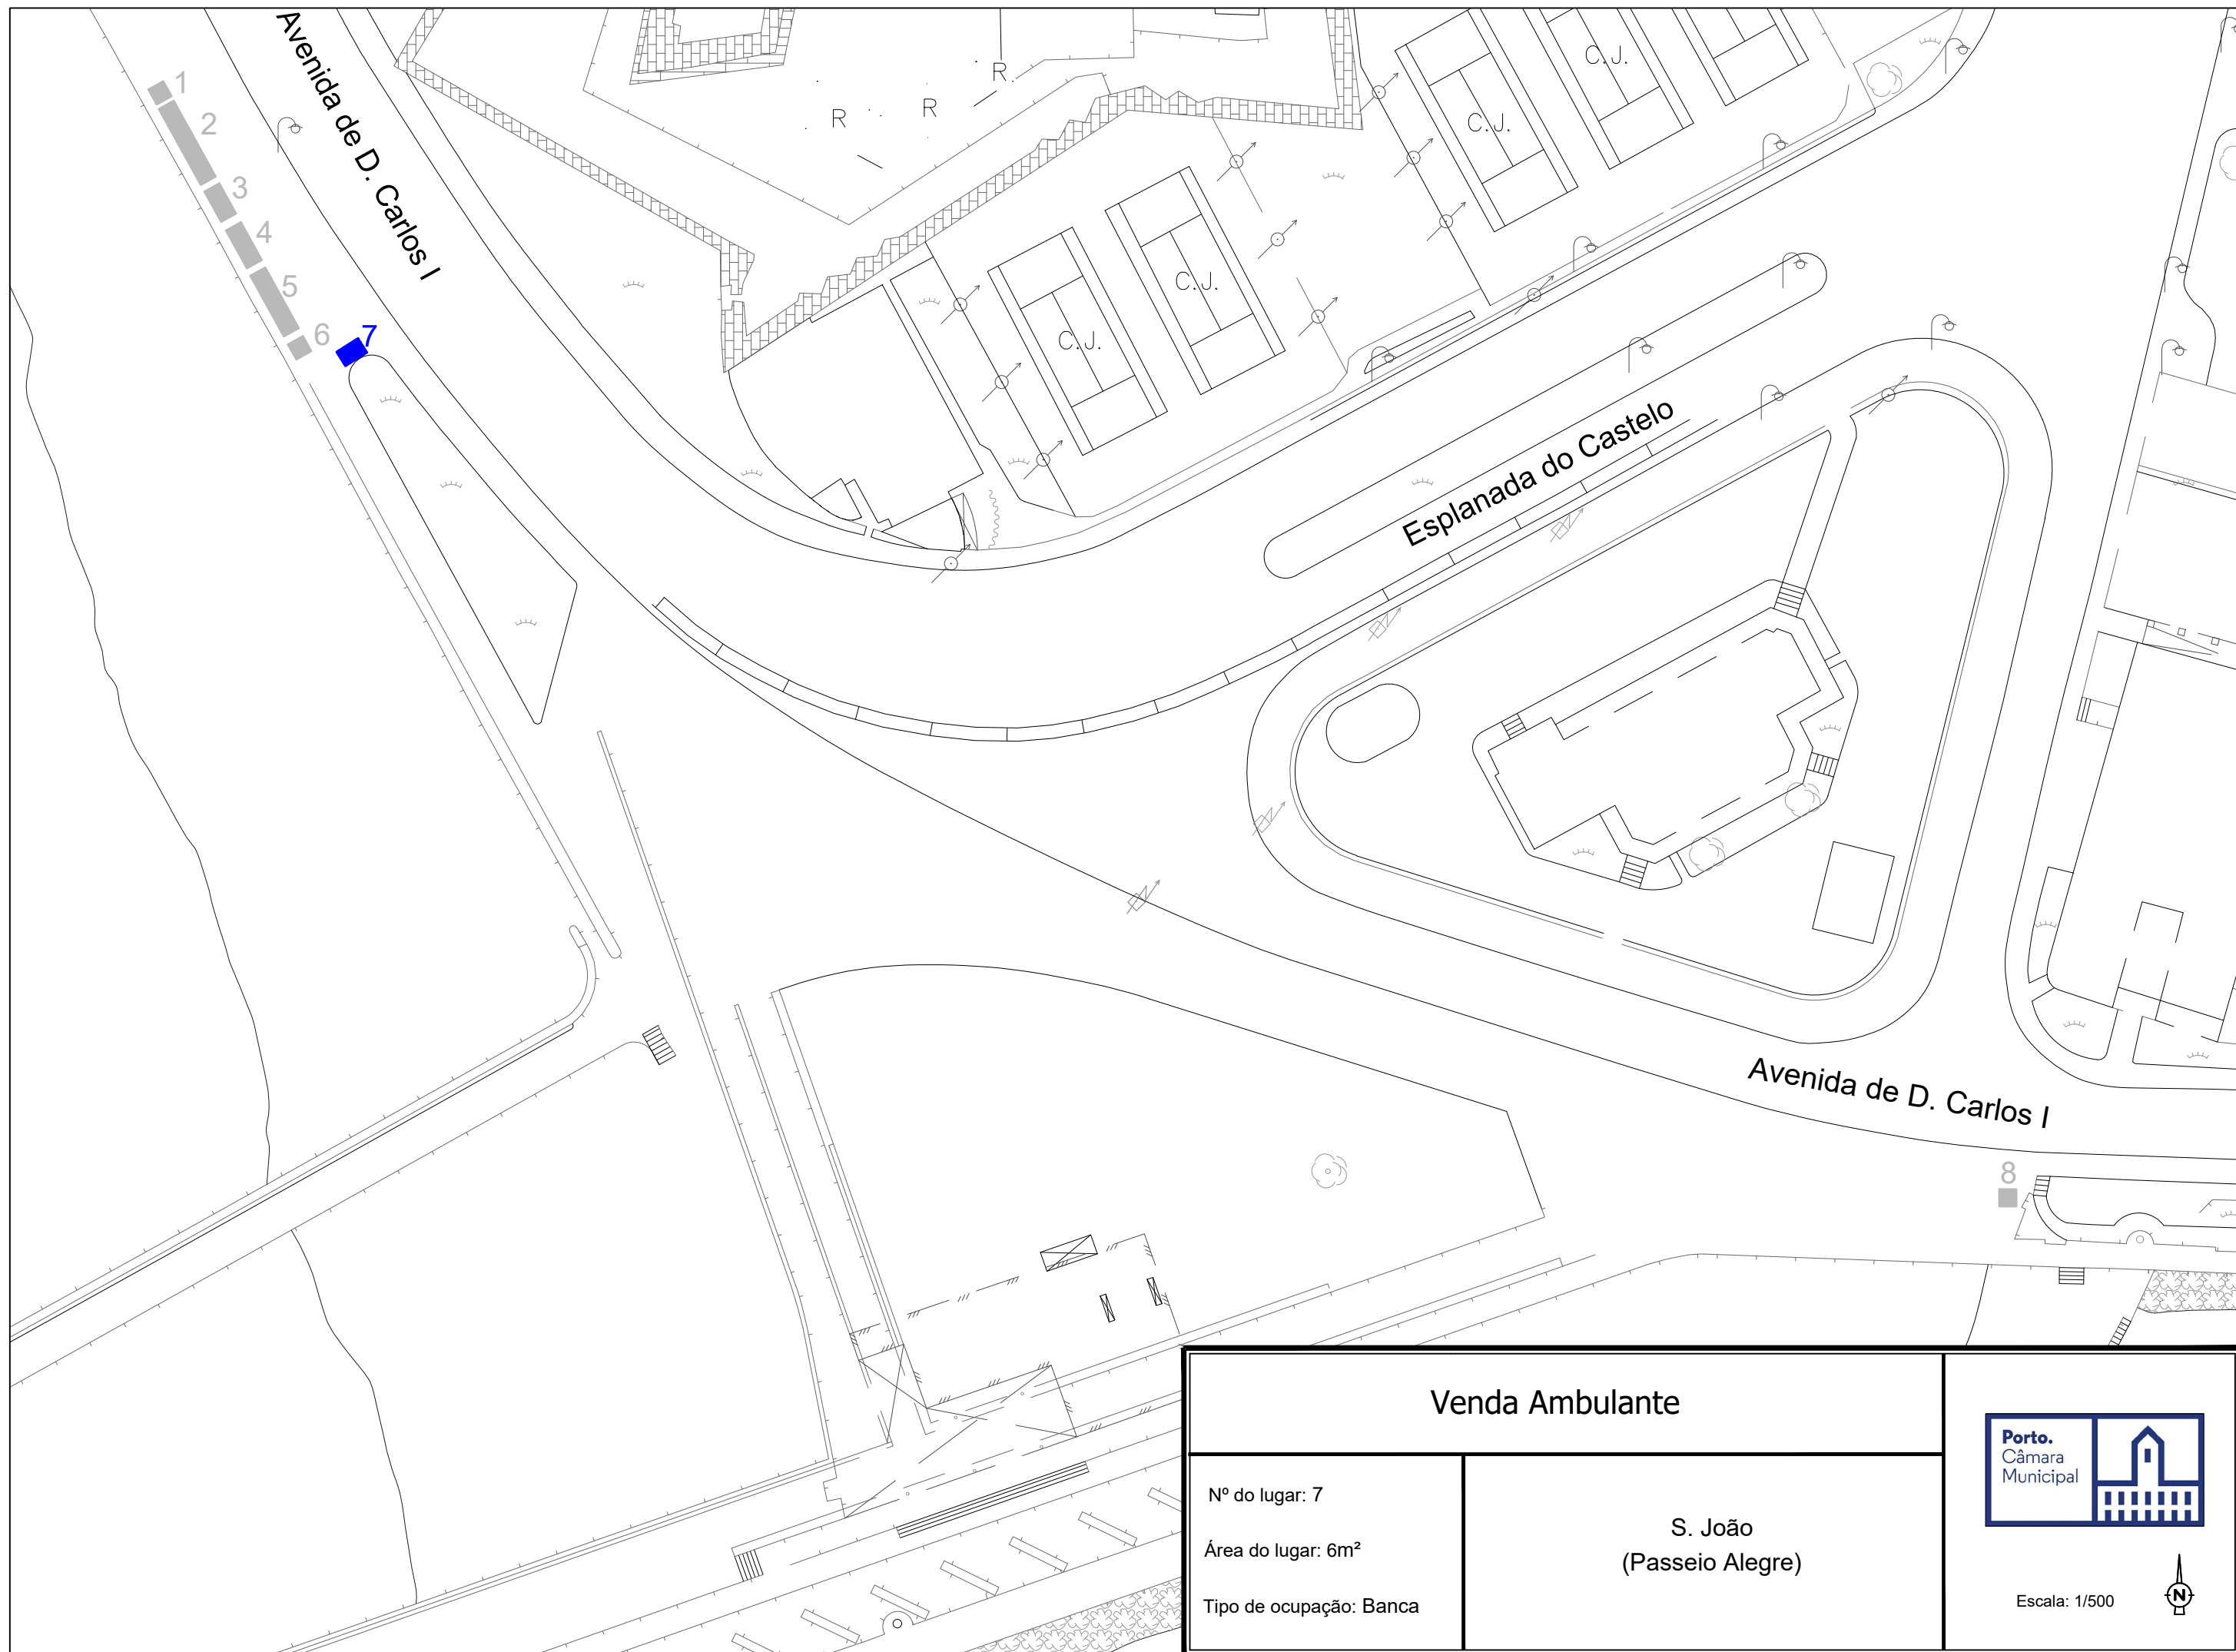 Avenida de D. Carlos I
1
2
3
4
5
6
7
R
R
R
C.J.
C.J.
C.J.
C.J.
Esplanada do Castelo
Avenida de D. Carlos I
8
Venda Ambulante
Nº do lugar: 7
Área do lugar: 6m²
Tipo de ocupação: Banca
S. João
(Passeio Alegre)
Porto.
Câmara
Municipal
Escala: 1/500
N